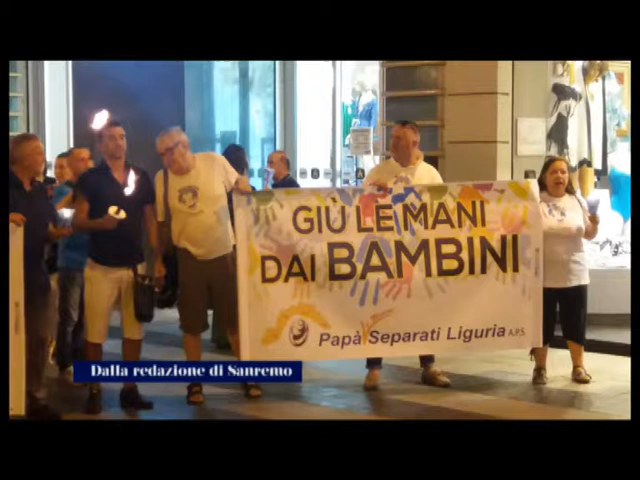 GIÙ LE MANI
DAI BAMBINI
Papà Separati Liguria A.P.S.
Dalla redazione di Sanremo